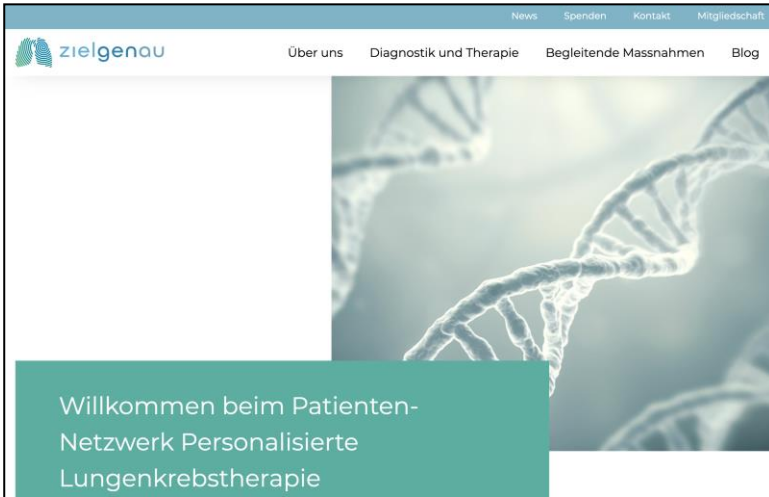 News Spenden Kontakt Mitgliedschaft
zielgenau Über uns Diagnostik und Therapie Begleitende Massnahmen Blog
Willkommen beim Patienten-
Netzwerk Personalisierte
Lungenkrebstherapie